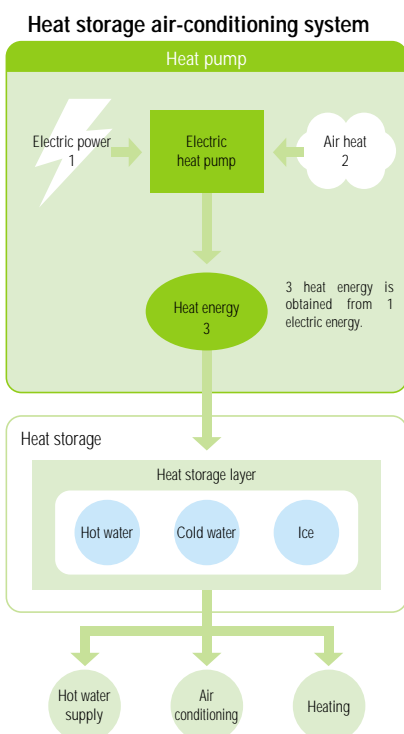 Heat storage air-conditioning system
Heat pump
Electric power
1
Electric
heat pump
Air heat
2
Heat energy
3
3 heat energy is
obtained from 1
electric energy.
Heat storage
Heat storage layer
Hot water
Cold water
Ice
Hot water
supply
Air
conditioning
Heating